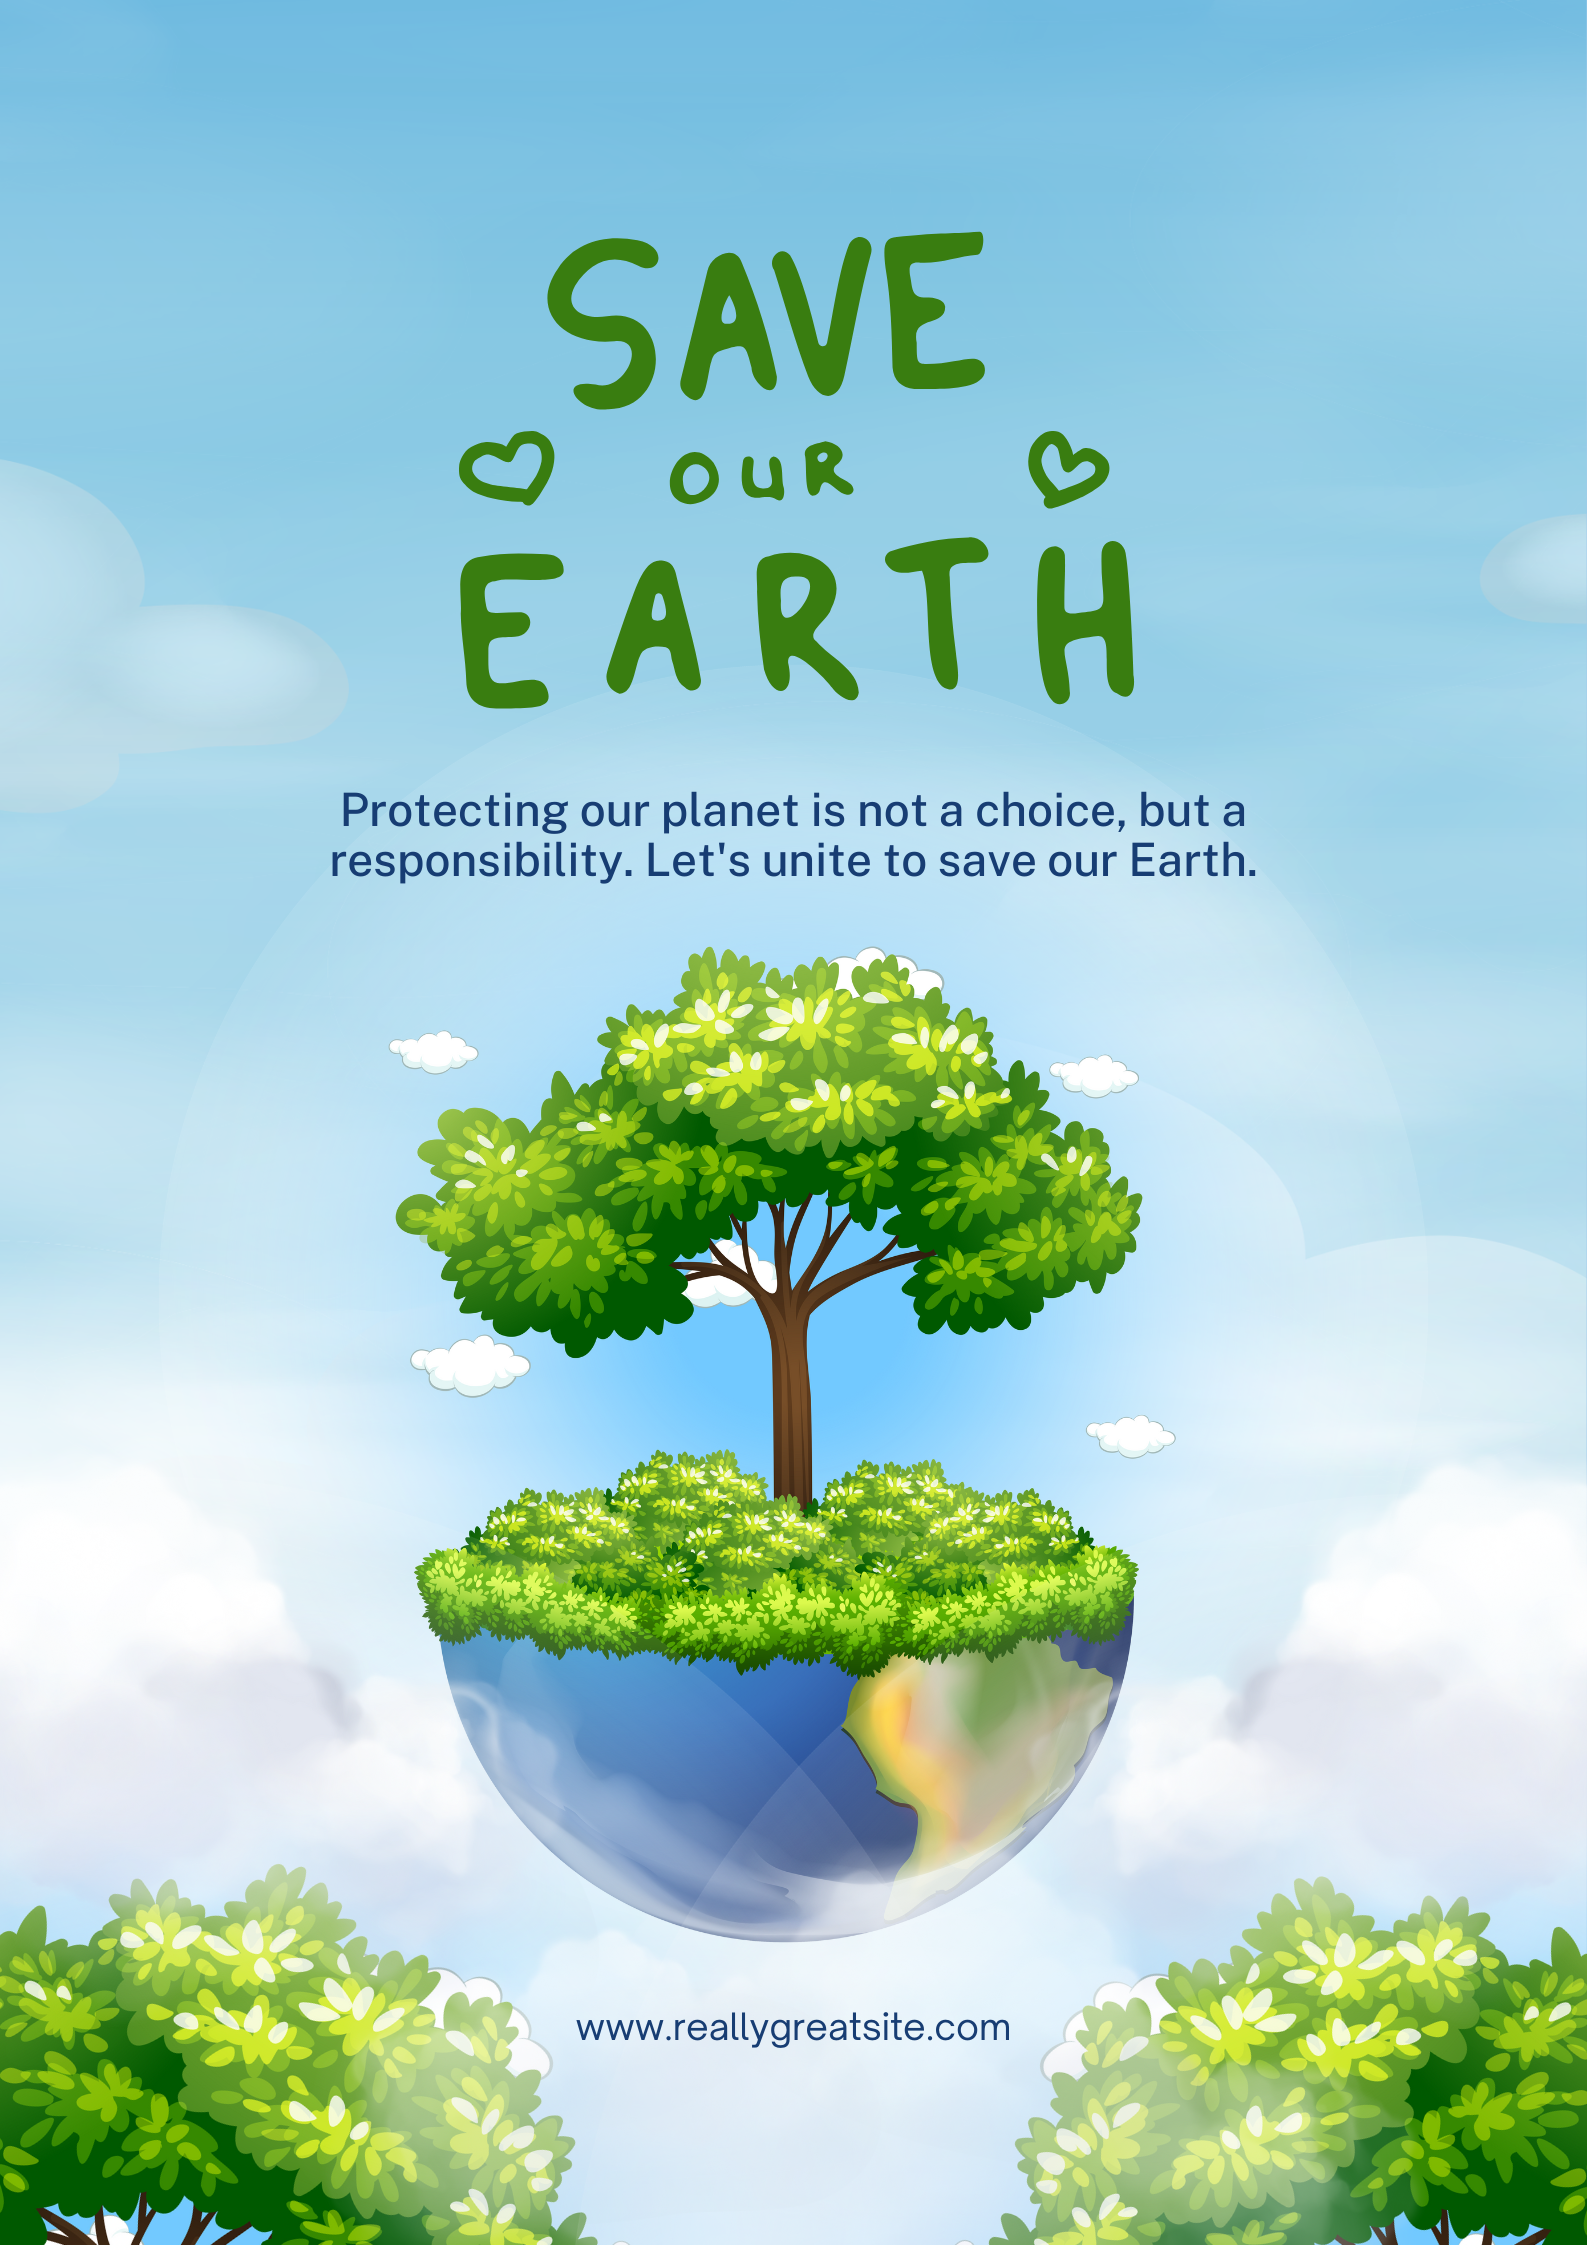 SAVE
OUR
EARTH
Protecting our planet is not a choice, but a
responsibility. Let's unite to save our Earth.
www.reallygreatsite.com